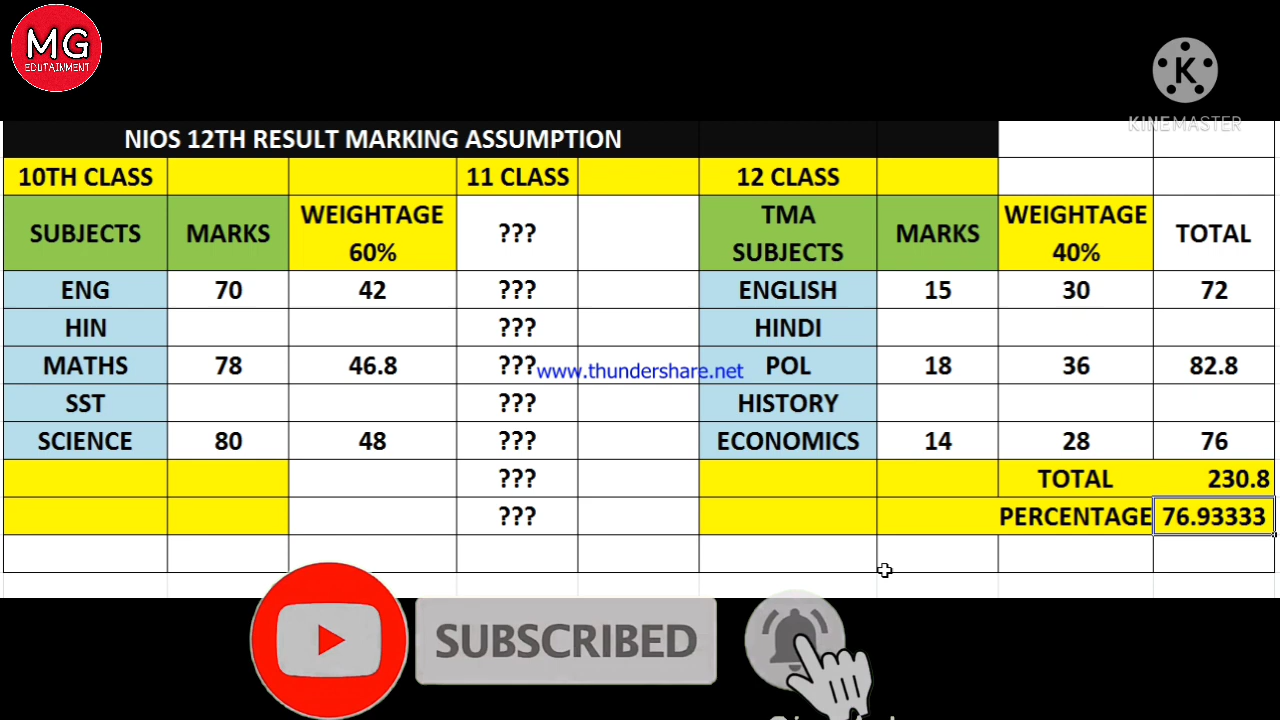 MG
EDUTAINMENT
K
KINEMASTER
NIOS 12TH RESULT MARKING ASSUMPTION
10TH CLASS 11 CLASS 12 CLASS
SUBJECTS MARKS WEIGHTAGE 60% ??? TMA SUBJECTS MARKS WEIGHTAGE 40% TOTAL
ENG 70 42 ??? ENGLISH 15 30 72
HIN ??? HINDI
MATHS 78 46.8 ??? POL 18 36 82.8
www.thundershare.net
SST ??? HISTORY
SCIENCE 80 48 ??? ECONOMICS 14 28 76
??? TOTAL 230.8
??? PERCENTAGE 76.93333
SUBSCRIBED